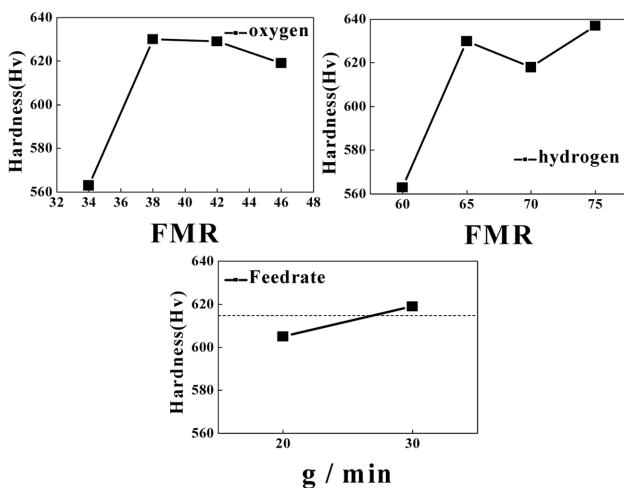 640
620
600
580
560
Hardness(Hv)
oxygen
32 34 36 38 40 42 44 46 48
FMR
640
620
600
580
560
Hardness(Hv)
hydrogen
60 65 70 75
FMR
640
620
600
580
560
Hardness(Hv)
Feedrate
20 30
g / min